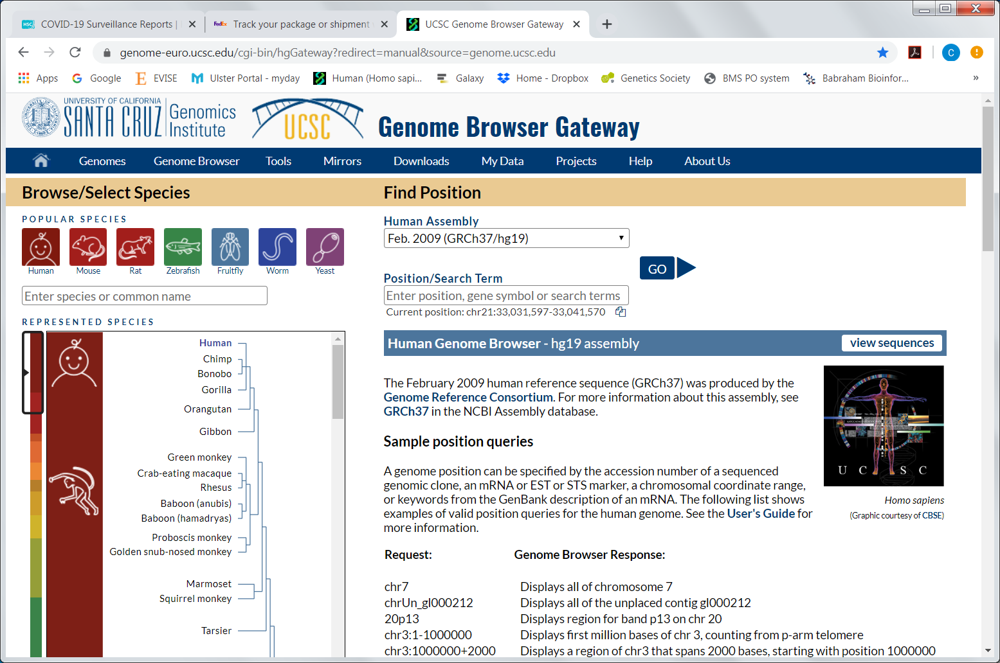 COVID-19 Surveillance Reports |
FedEx Track your package or shipment
UCSC Genome Browser Gateway
genome-euro.ucsc.edu/cgi-bin/hgGateway?redirect=manual&source=genome.ucsc.edu
C
Apps Google EVISE Ulster Portal - myday Human (Homo sapi... Galaxy Home - Dropbox Genetics Society BMS PO system Babraham Bioinfor... »
UNIVERSITY OF CALIFORNIA
SANTA CRUZ
Genomics
Institute
UCSC
Genome Browser Gateway
Genomes Genome Browser Tools Mirrors Downloads My Data Projects Help About Us
Browse/Select Species
POPULAR SPECIES
Human Mouse Rat Zebrafish Fruitfly Worm Yeast
Enter species or common name
REPRESENTED SPECIES
Human
Chimp
Bonobo
Gorilla
Orangutan
Gibbon
Green monkey
Crab-eating macaque
Rhesus
Baboon (anubis)
Baboon (hamadryas)
Proboscis monkey
Golden snub-nosed monkey
Marmoset
Squirrel monkey
Tarsier
Find Position
Human Assembly
Feb. 2009 (GRCh37/hg19)
GO
Position/Search Term
Enter position, gene symbol or search terms
Current position: chr21:33,031,597-33,041,570
Human Genome Browser - hg19 assembly
view sequences
The February 2009 human reference sequence (GRCh37) was produced by the
Genome Reference Consortium. For more information about this assembly, see
GRCh37 in the NCBI Assembly database.
U C S C
Homo sapiens
(Graphic courtesy of CBSE)
Sample position queries
A genome position can be specified by the accession number of a sequenced
genomic clone, an mRNA or EST or STS marker, a chromosomal coordinate range,
or keywords from the GenBank description of an mRNA. The following list shows
examples of valid position queries for the human genome. See the User's Guide for
more information.
Request: Genome Browser Response:
chr7 Displays all of chromosome 7
chrUn_gl000212 Displays all of the unplaced contig gl000212
20p13 Displays region for band p13 on chr 20
chr3:1-1000000 Displays first million bases of chr 3, counting from p-arm telomere
chr3:1000000+2000 Displays a region of chr3 that spans 2000 bases, starting with position 1000000